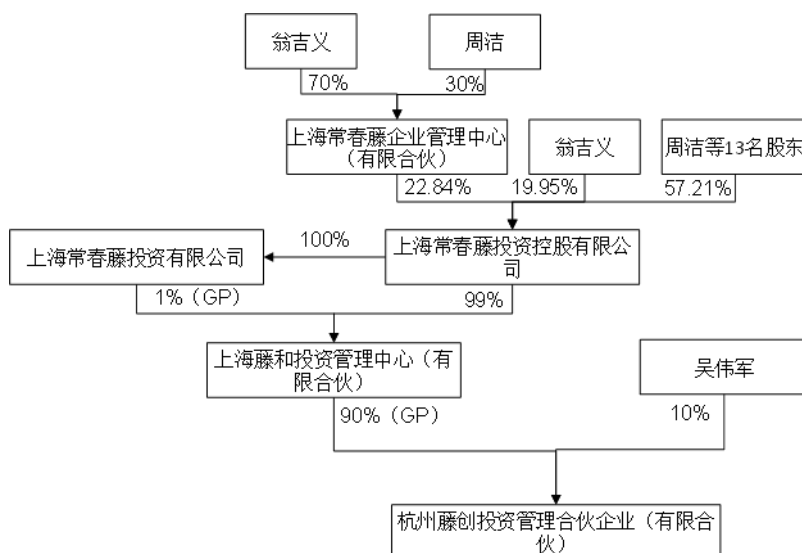 翁吉义
周洁
70%
30%
上海常春藤企业管理中心
（有限合伙）
翁吉义
周洁等13名股东
22.84%
19.95%
57.21%
上海常春藤投资有限公司
100%
上海常春藤投资控股有限公
司
1%（GP）
99%
上海藤和投资管理中心（有
限合伙）
吴伟军
90%（GP）
10%
杭州藤创投资管理合伙企业（有限合
伙）